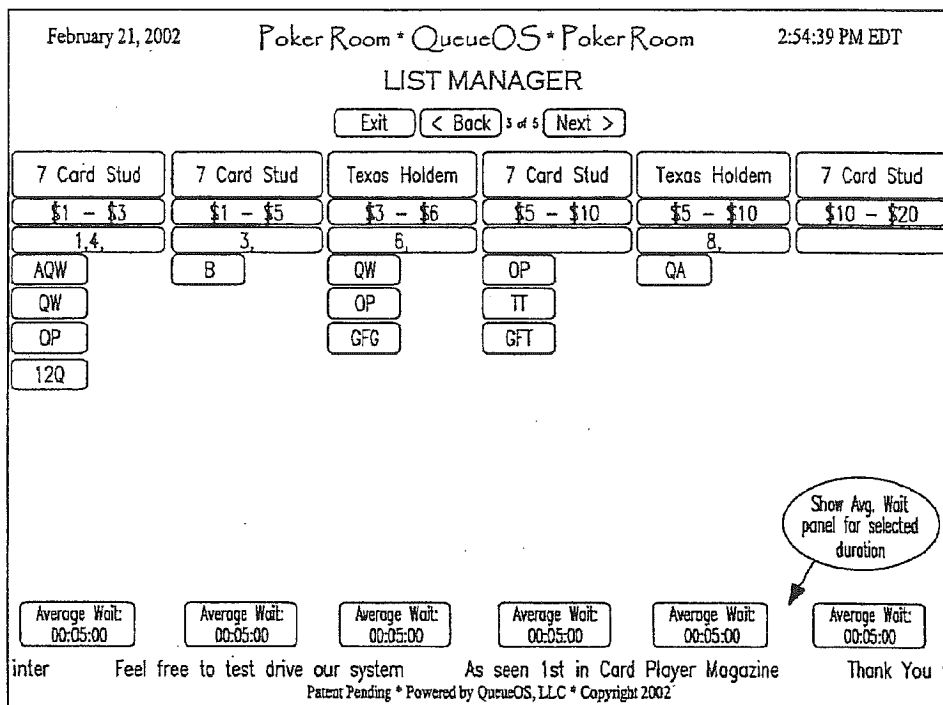 February 21, 2002 Poker Room * QueueOS * Poker Room 2:54:39 PM EDT
LIST MANAGER
Exit < Back 3 of 5 Next >
7 Card Stud 7 Card Stud Texas Holdem 7 Card Stud Texas Holdem 7 Card Stud
$1 - $3 $1 - $5 $3 - $6 $5 - $10 $5 - $10 $10 - $20
1,4, 3, 6, 8,
AQW B QW OP QA
QW OP TT
OP GFG GFT
12Q
Show Avg. Wait
panel for selected
duration
Average Wait: Average Wait: Average Wait: Average Wait: Average Wait: Average Wait:
00:05:00 00:05:00 00:05:00 00:05:00 00:05:00 00:05:00
inter Feel free to test drive our system As seen 1st in Card Player Magazine Thank You
Patent Pending * Powered by QueueOS, LLC * Copyright 2002